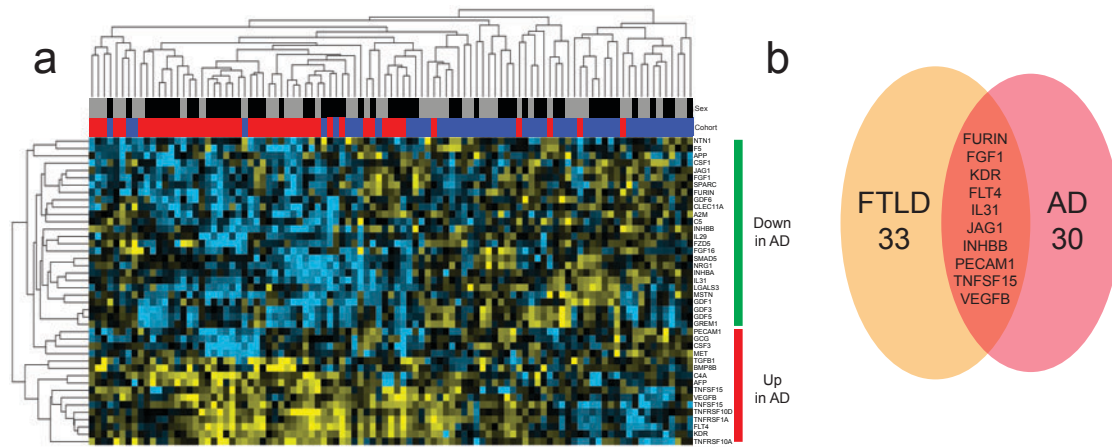 a
Sex
Cohort
NTN1
F5
APP
CSF1
JAG1
FGF1
SPARC
FURIN
GDF6
CLEC11A
A2M
C5
INHBB
IL29
FZD5
FGF16
SMAD5
NRG1
INHBA
IL31
LGALS3
MSTN
GDF1
GDF3
GDF5
GREM1
PECAM1
GCG
CSF3
MET
TGFB1
BMP8B
C4A
AFP
TNFSF15
VEGFB
TNFSF15
TNFRSF10D
TNFRSF1A
FLT4
KDR
TNFRSF10A
Down
in AD
Up
in AD
b
FTLD
33
FURIN
FGF1
KDR
FLT4
IL31
JAG1
INHBB
PECAM1
TNFSF15
VEGFB
AD
30